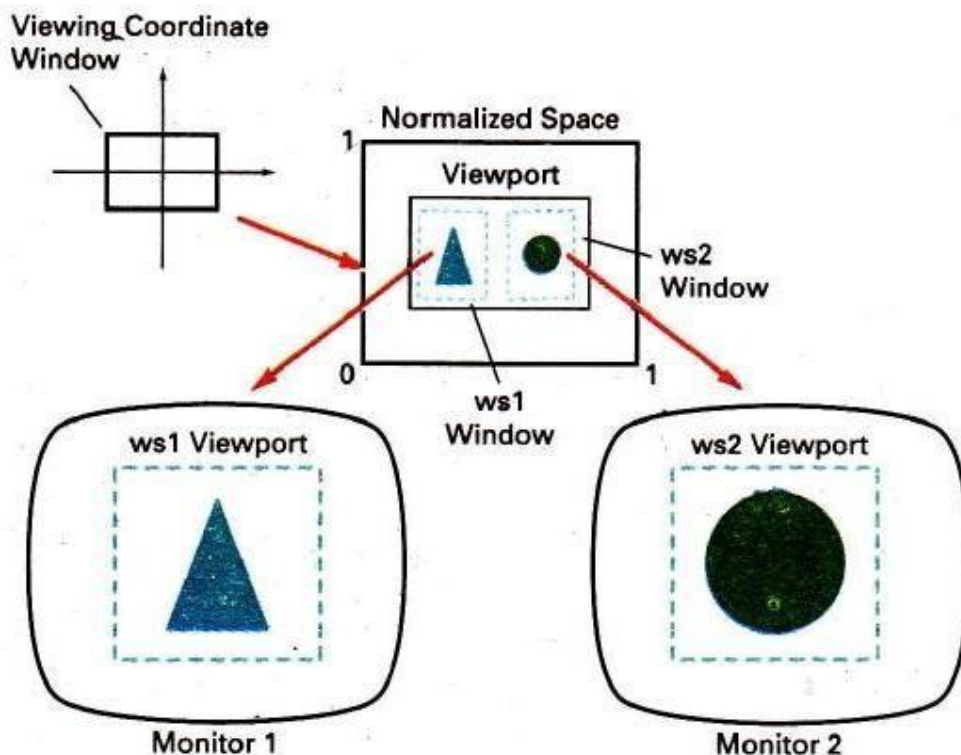 Viewing Coordinate
Window
Normalized Space
1
Viewport
ws2
Window
0
1
ws1
Window
ws1 Viewport
ws2 Viewport
Monitor 1
Monitor 2